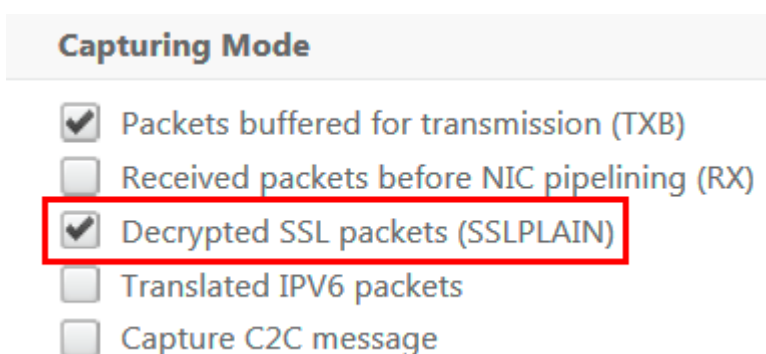 Capturing Mode
Packets buffered for transmission (TXB)
Received packets before NIC pipelining (RX)
Decrypted SSL packets (SSLPLAIN)
Translated IPV6 packets
Capture C2C message